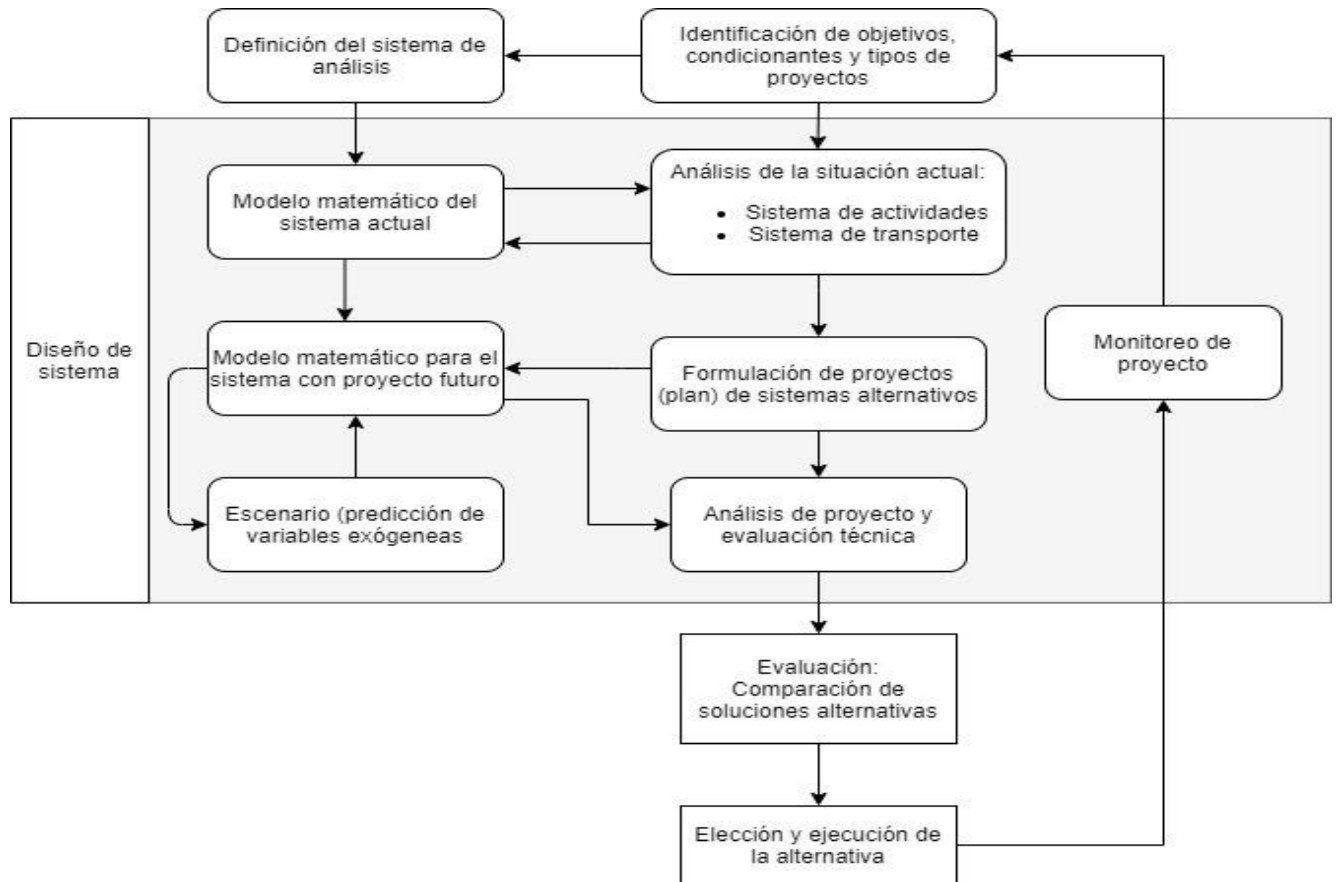 Definición del sistema de
análisis
Identificación de objetivos,
condicionantes y tipos de
proyectos
Modelo matemático del
sistema actual
Análisis de la situación actual:
• Sistema de actividades
• Sistema de transporte
Diseño de
sistema
Modelo matemático para el
sistema con proyecto futuro
Formulación de proyectos
(plan) de sistemas alternativos
Monitoreo de
proyecto
Escenario (predicción de
variables exógeneas
Análisis de proyecto y
evaluación técnica
Evaluación:
Comparación de
soluciones alternativas
Elección y ejecución de
la alternativa